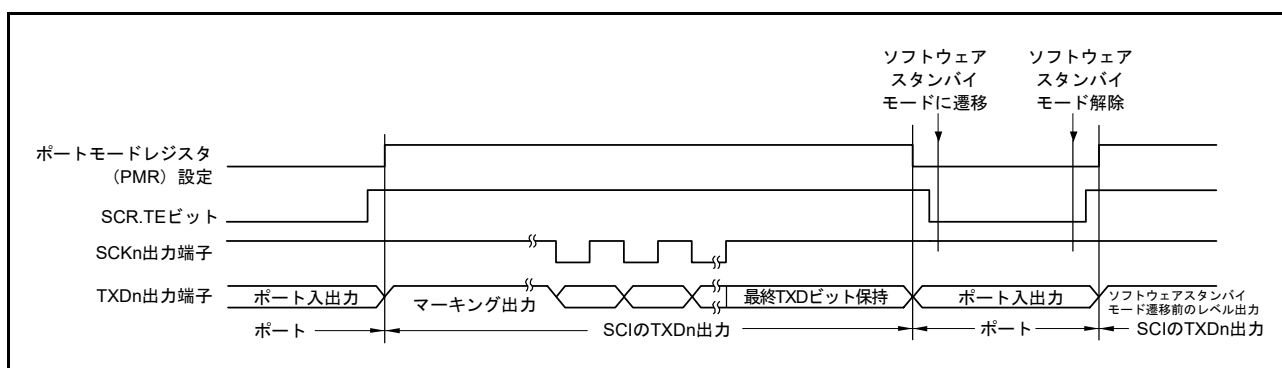 ソフトウェア
スタンバイ
モードに遷移
ソフトウェア
スタンバイ
モード解除
ポートモードレジスタ
（PMR）設定
SCR.TEビット
SCKn出力端子
TXDn出力端子
ポート入出力
マーキング出力
最終TXDビット保持
ポート入出力
ソフトウェアスタンバイ
モード遷移前のレベル出力
ポート
SCIのTXDn出力
ポート
SCIのTXDn出力